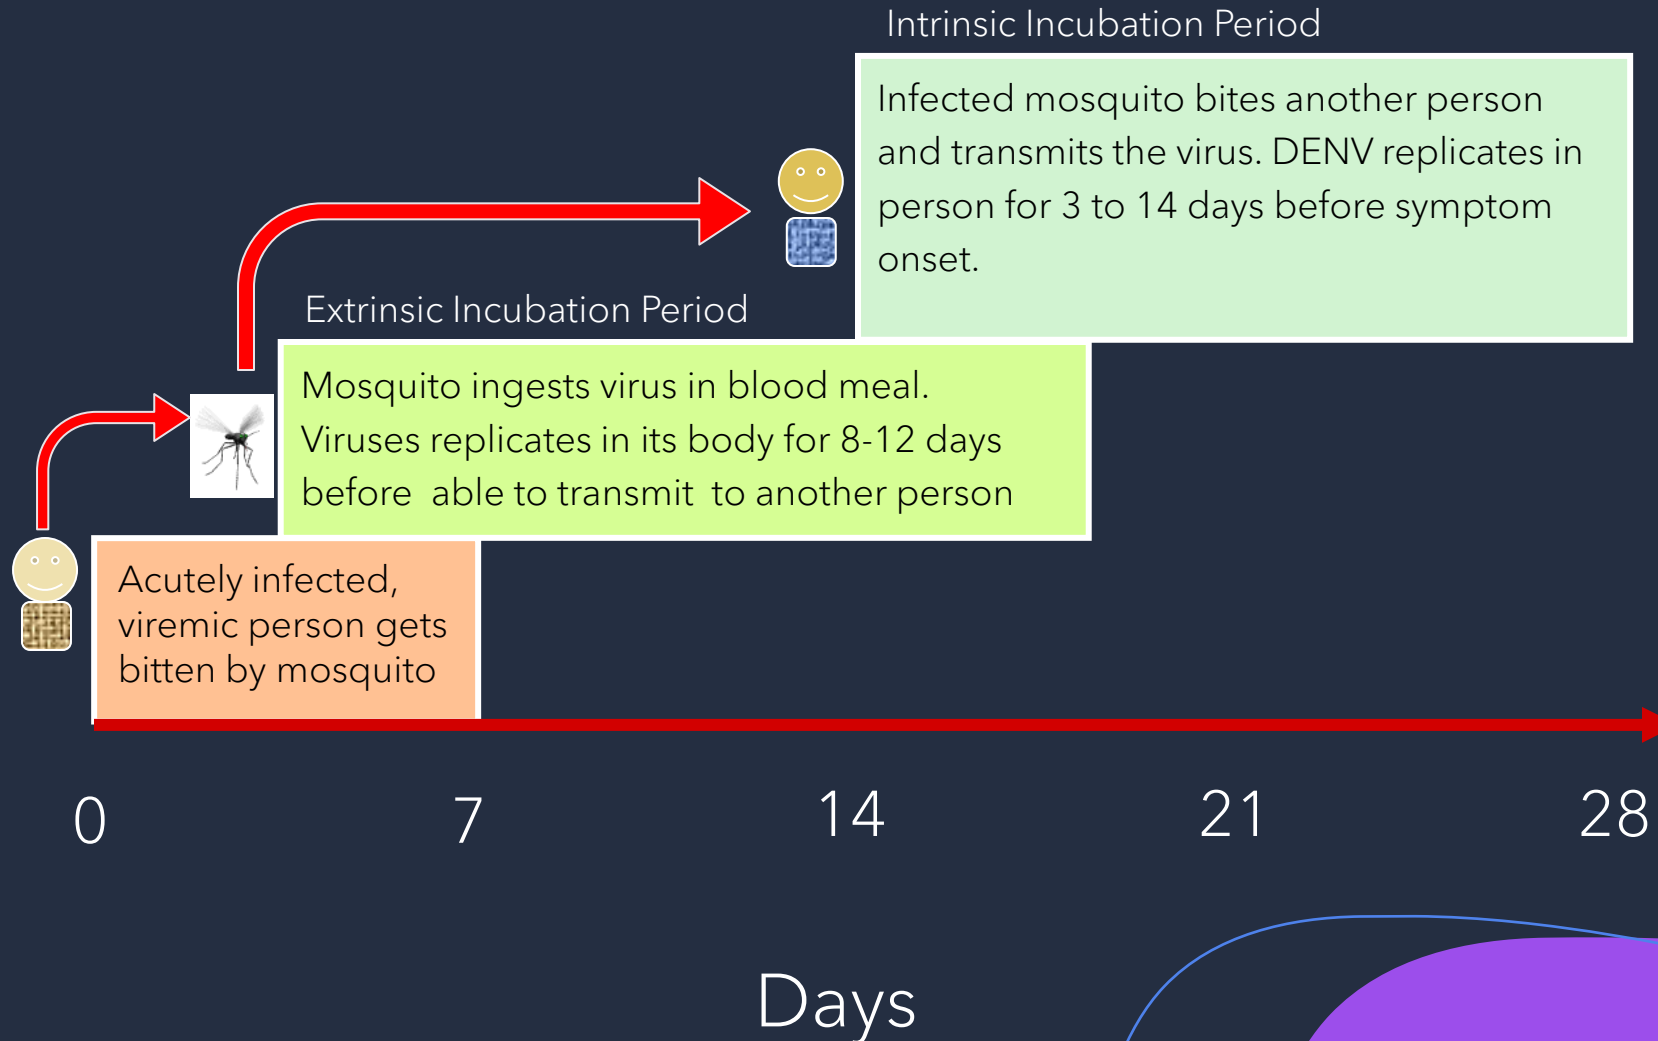 Intrinsic Incubation Period
Infected mosquito bites another person
and transmits the virus. DENV replicates in
person for 3 to 14 days before symptom
onset.
Extrinsic Incubation Period
Mosquito ingests virus in blood meal.
Viruses replicates in its body for 8-12 days
before  able to transmit  to another person
Acutely infected,
viremic person gets
bitten by mosquito
0 7 14 21 28
Days